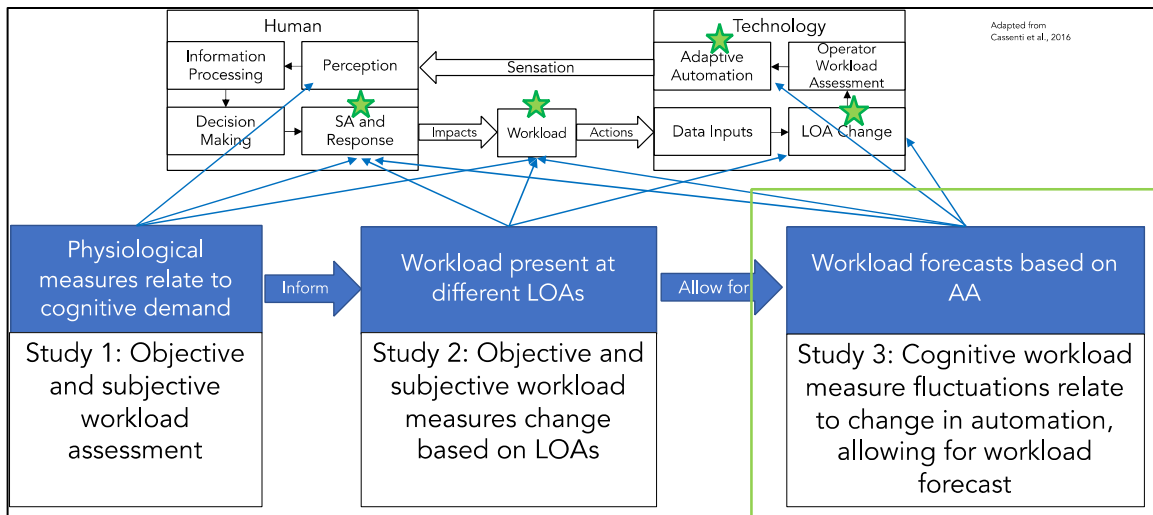 Human
Technology
Adapted from
Cassenti et al., 2016
Information
Processing
Perception
Sensation
Adaptive
Automation
Operator
Workload
Assessment
Decision
Making
SA and
Response
Impacts
Workload
Actions
Data Inputs
LOA Change
Physiological
measures relate to
cognitive demand
Inform
Workload present at
different LOAs
Allow for
Workload forecasts based on
AA
Study 1: Objective
and subjective
workload
assessment
Study 2: Objective and
subjective workload
measures change
based on LOAs
Study 3: Cognitive workload
measure fluctuations relate
to change in automation,
allowing for workload
forecast